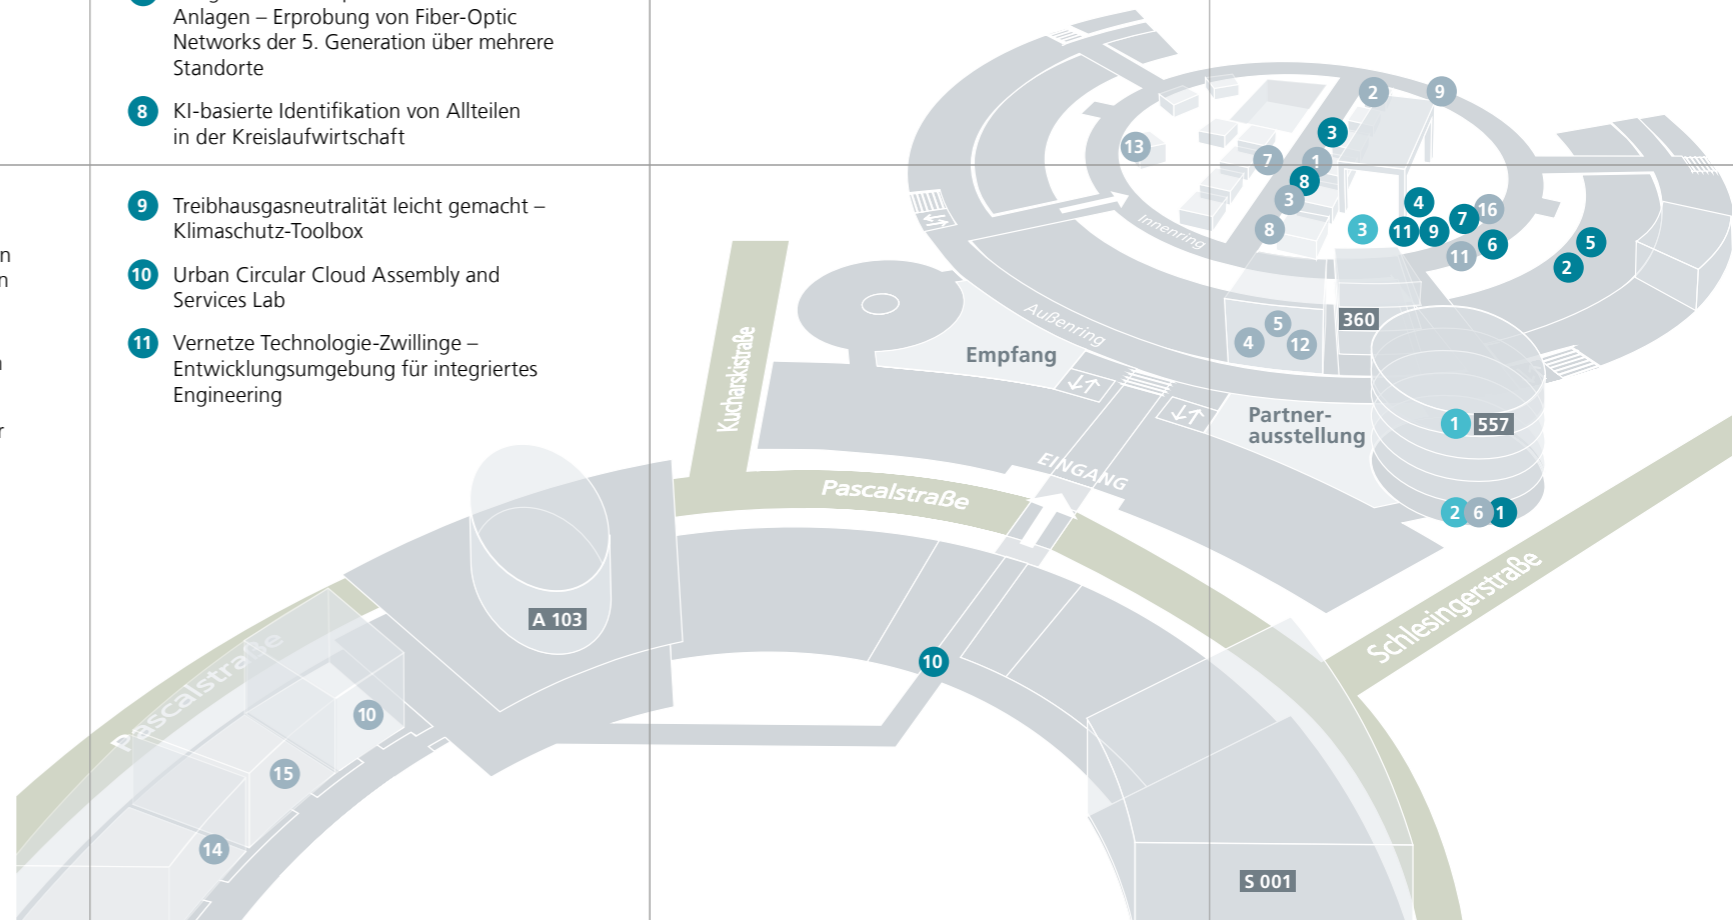 Anlagen – Erprobung von Fiber-Optic
Networks der 5. Generation über mehrere
Standorte
8 KI-basierte Identifikation von Allteilen
in der Kreislaufwirtschaft
9 Treibhausgasneutralität leicht gemacht –
Klimaschutz-Toolbox
10 Urban Circular Cloud Assembly and
Services Lab
11 Vernetze Technologie-Zwillinge –
Entwicklungsumgebung für integriertes
Engineering
n
n
r
2
9
3
13
7
1
8
3
8
3
4
11
9
7
16
6
11
5
2
Innenring
Außenring
360
5
4
12
Empfang
Partner-
ausstellung
1
557
2
6
1
Kucharskistraße
EINGANG
Pascalstraße
Schlesingerstraße
A 103
10
Pascalstraße
10
15
14
S 001